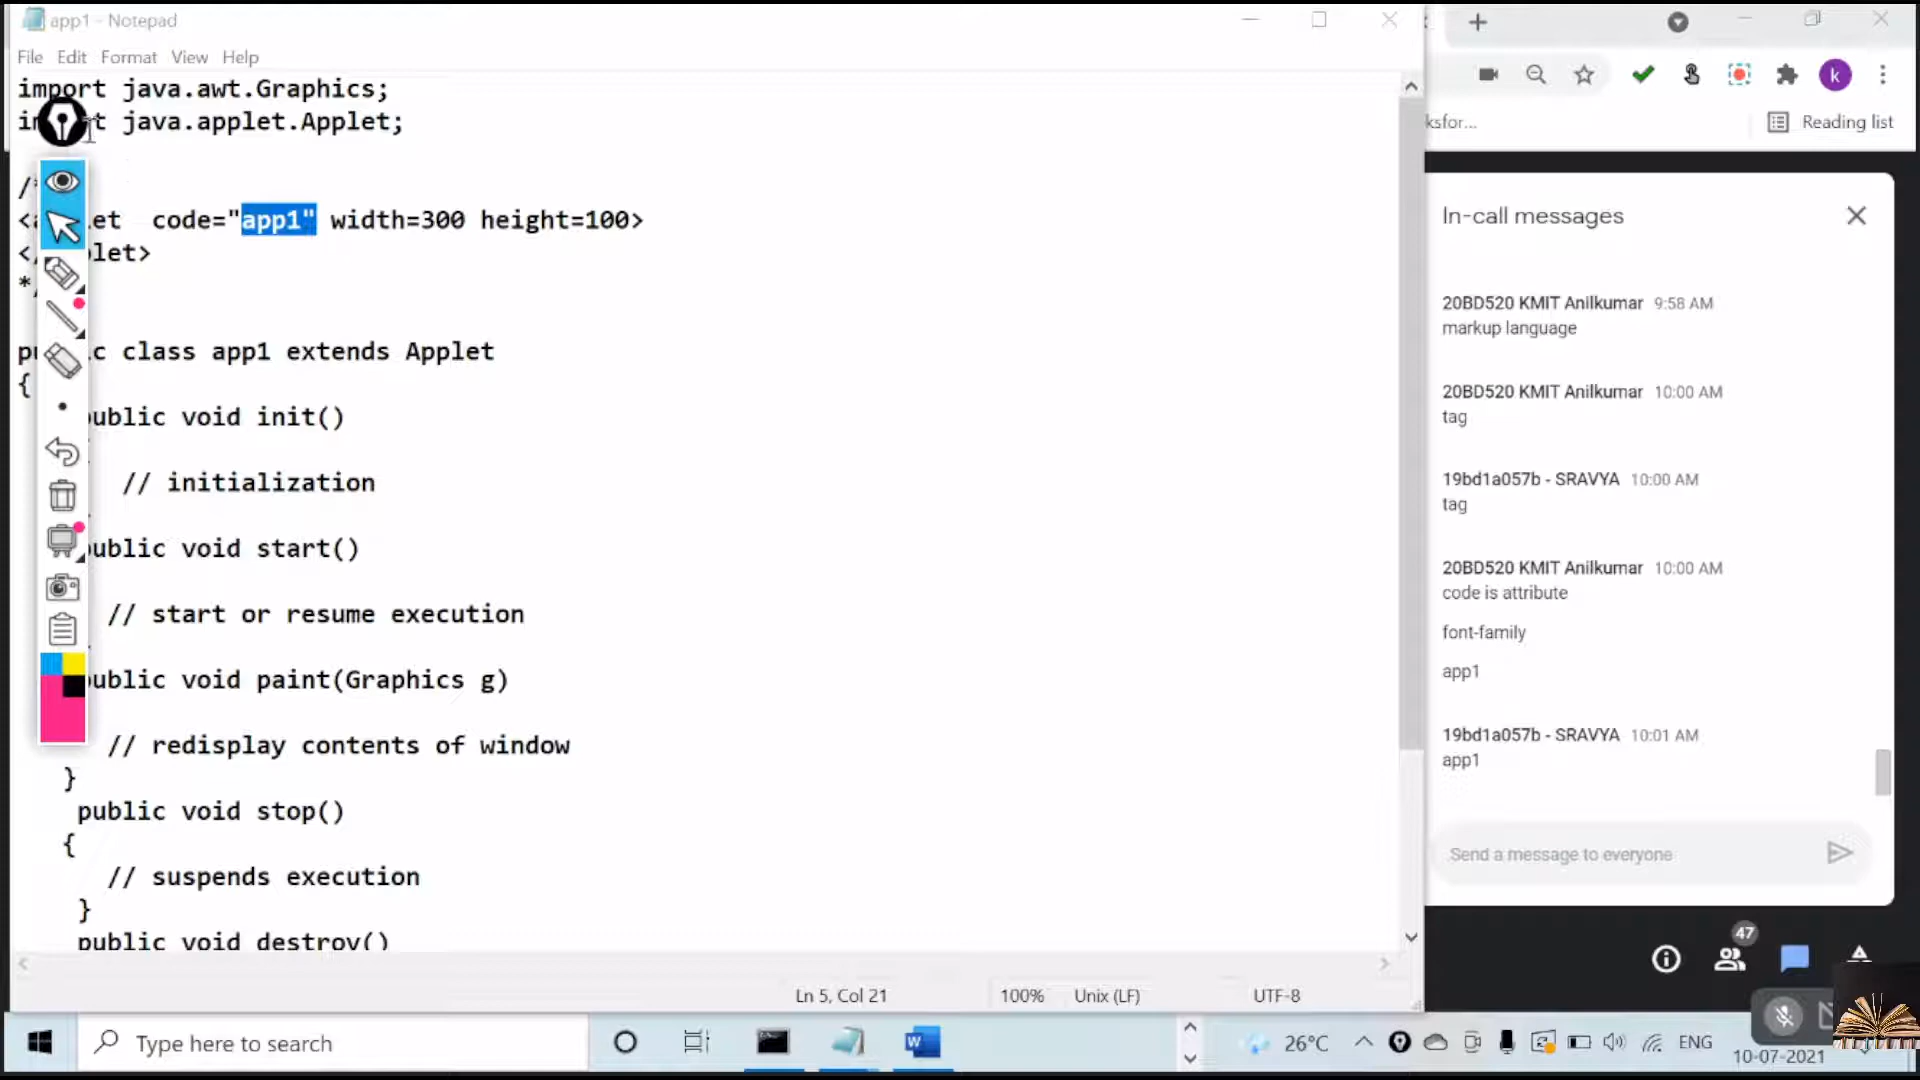 app1 - Notepad
File Edit Format View Help
import java.awt.Graphics;
java.applet.Applet;
code="app1" width=300 height=100>
class app1 extends Applet
{
public void init()
// initialization
public void start()
// start or resume execution
public void paint(Graphics g)
// redisplay contents of window
}
public void stop()
{
// suspends execution
}
public void destroy()
Ln 5, Col 21
100%
Unix (LF)
UTF-8
k
ksfor...
Reading list
In-call messages
20BD520 KMIT Anilkumar 9:58 AM
markup language
20BD520 KMIT Anilkumar 10:00 AM
tag
19bd1a057b - SRAVYA 10:00 AM
tag
20BD520 KMIT Anilkumar 10:00 AM
code is attribute
font-family
app1
19bd1a057b - SRAVYA 10:01 AM
app1
Send a message to everyone
47
Type here to search
26°C
ENG
10-07-2021